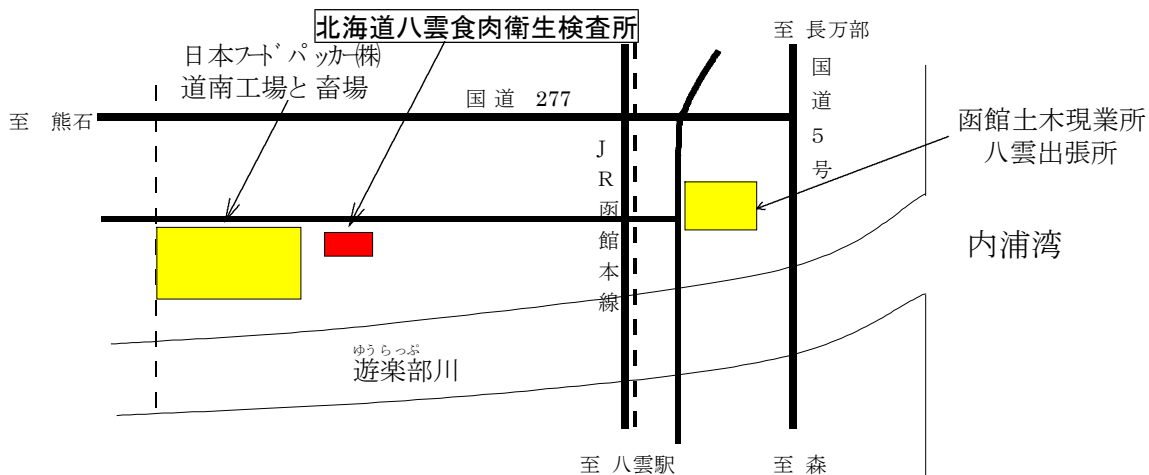 北海道八雲食肉衛生検査所
至 長万部
日本フードパッカー㈱
道南工場と畜場
国道 277
国道5号
至 熊石
函館土木現業所
八雲出張所
JR函館本線
内浦湾
ゆうらっぷ
遊楽部川
至 八雲駅
至 森